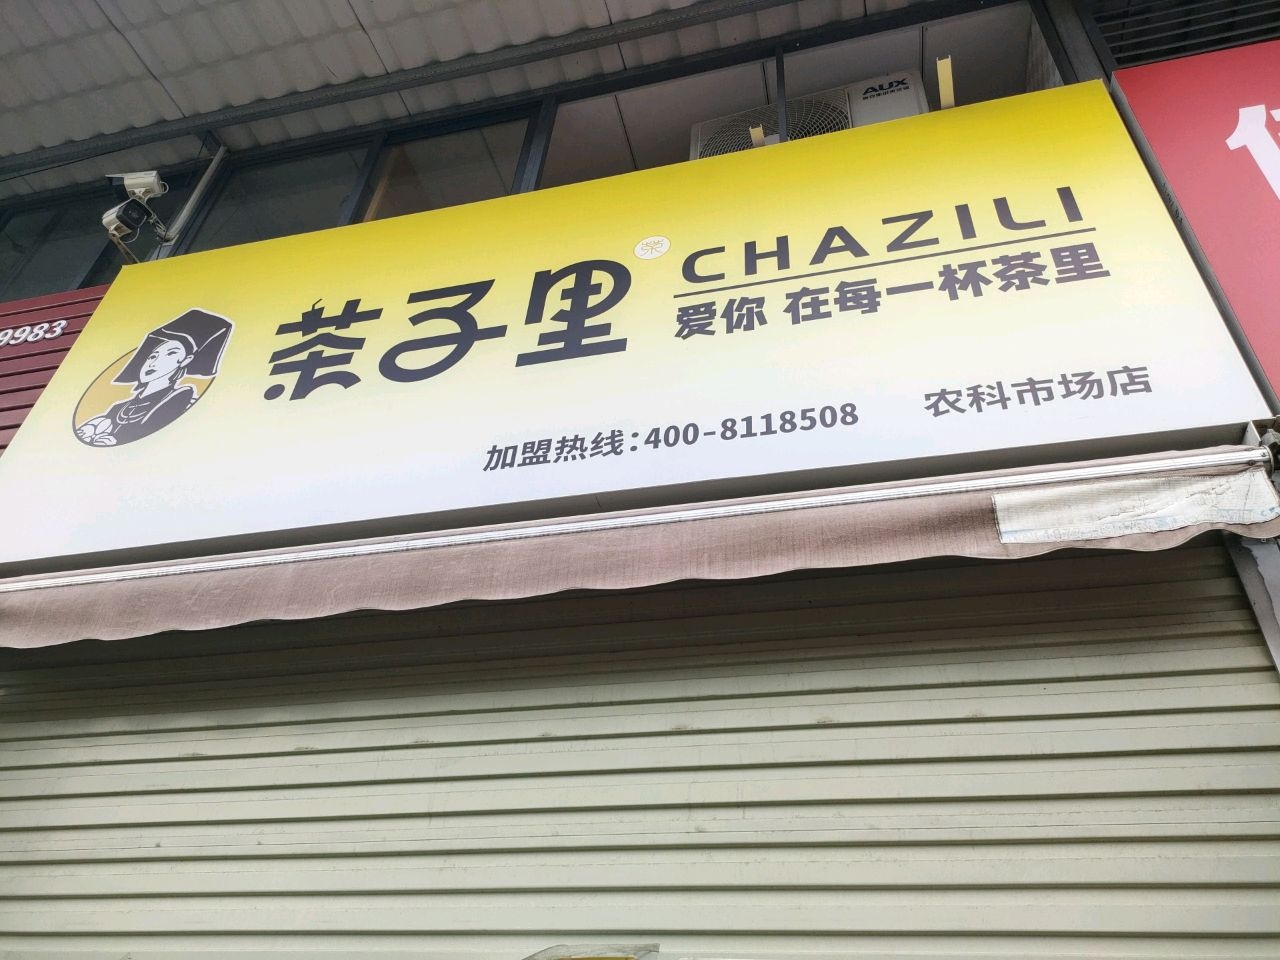 茶子里
CHAZILI
爱你 在每一杯茶里
加盟热线:400-8118508
农科市场店
AUX
9983